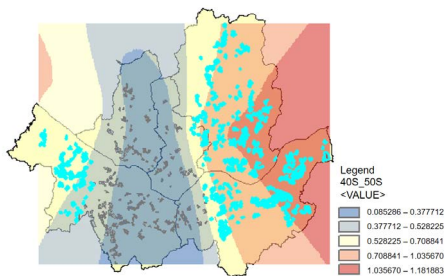 Legend
40S_50S
<VALUE>
0.085286 - 0.377712
0.377712 - 0.528225
0.528225 - 0.708841
0.708841 - 1.035670
1.035670 - 1.191883